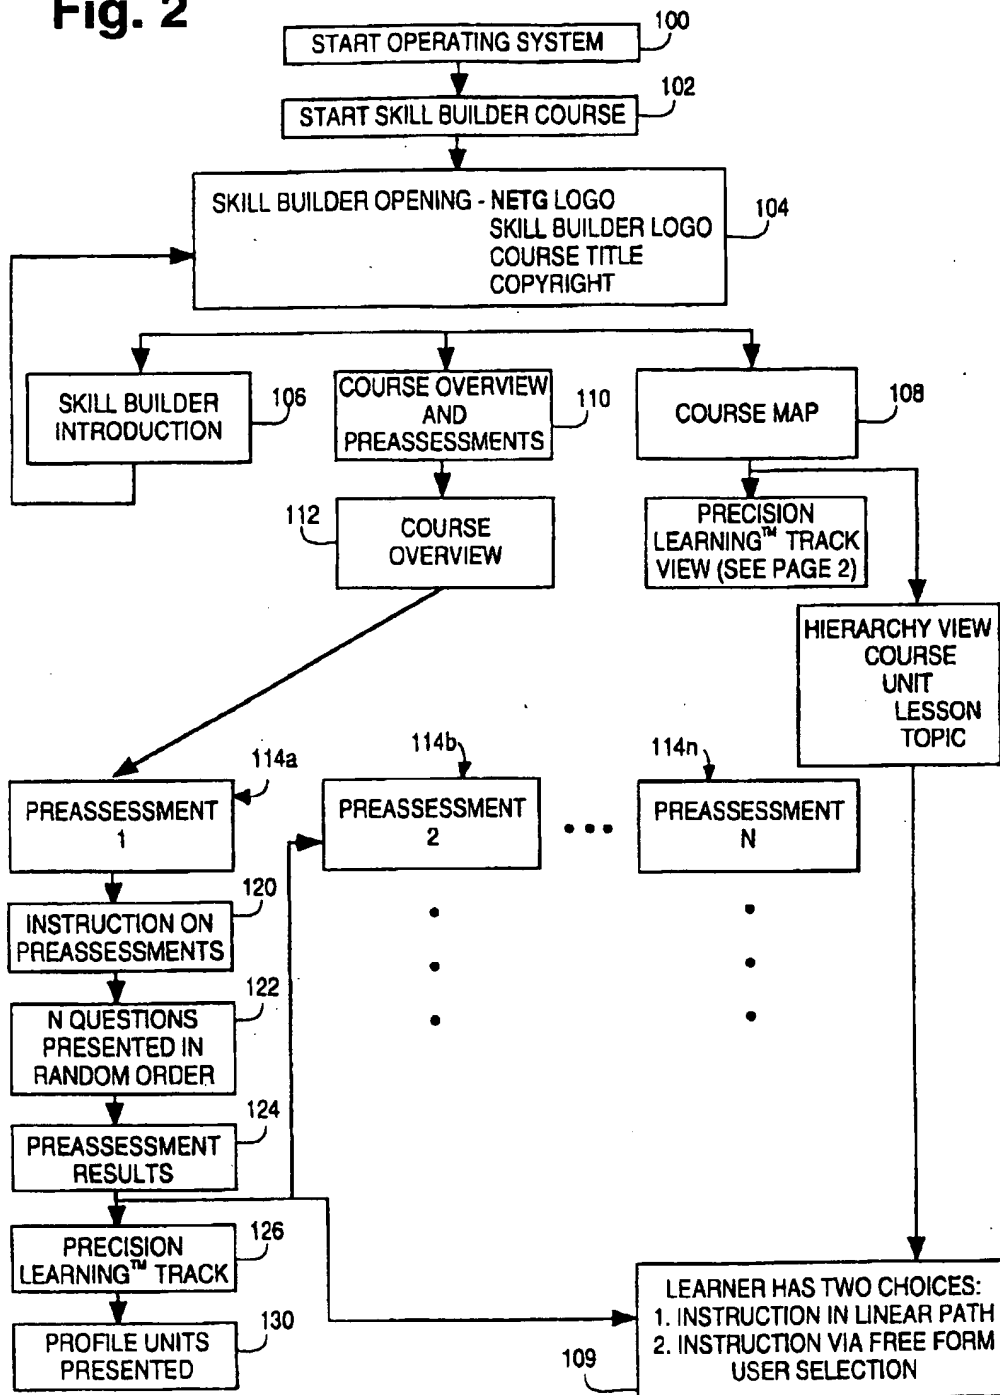 Fig. 2
START OPERATING SYSTEM
100
START SKILL BUILDER COURSE
102
SKILL BUILDER OPENING - NETG LOGO
SKILL BUILDER LOGO
COURSE TITLE
COPYRIGHT
104
SKILL BUILDER
INTRODUCTION
106
COURSE OVERVIEW
AND
PREASSESSMENTS
110
COURSE MAP
108
112
COURSE
OVERVIEW
PRECISION
LEARNING™ TRACK
VIEW (SEE PAGE 2)
HIERARCHY VIEW
COURSE
UNIT
LESSON
TOPIC
114a
PREASSESSMENT
1
114b
PREASSESSMENT
2
114n
PREASSESSMENT
N
120
INSTRUCTION ON
PREASSESSMENTS
122
N QUESTIONS
PRESENTED IN
RANDOM ORDER
124
PREASSESSMENT
RESULTS
126
PRECISION
LEARNING™ TRACK
130
PROFILE UNITS
PRESENTED
LEARNER HAS TWO CHOICES:
1. INSTRUCTION IN LINEAR PATH
2. INSTRUCTION VIA FREE FORM
USER SELECTION
109